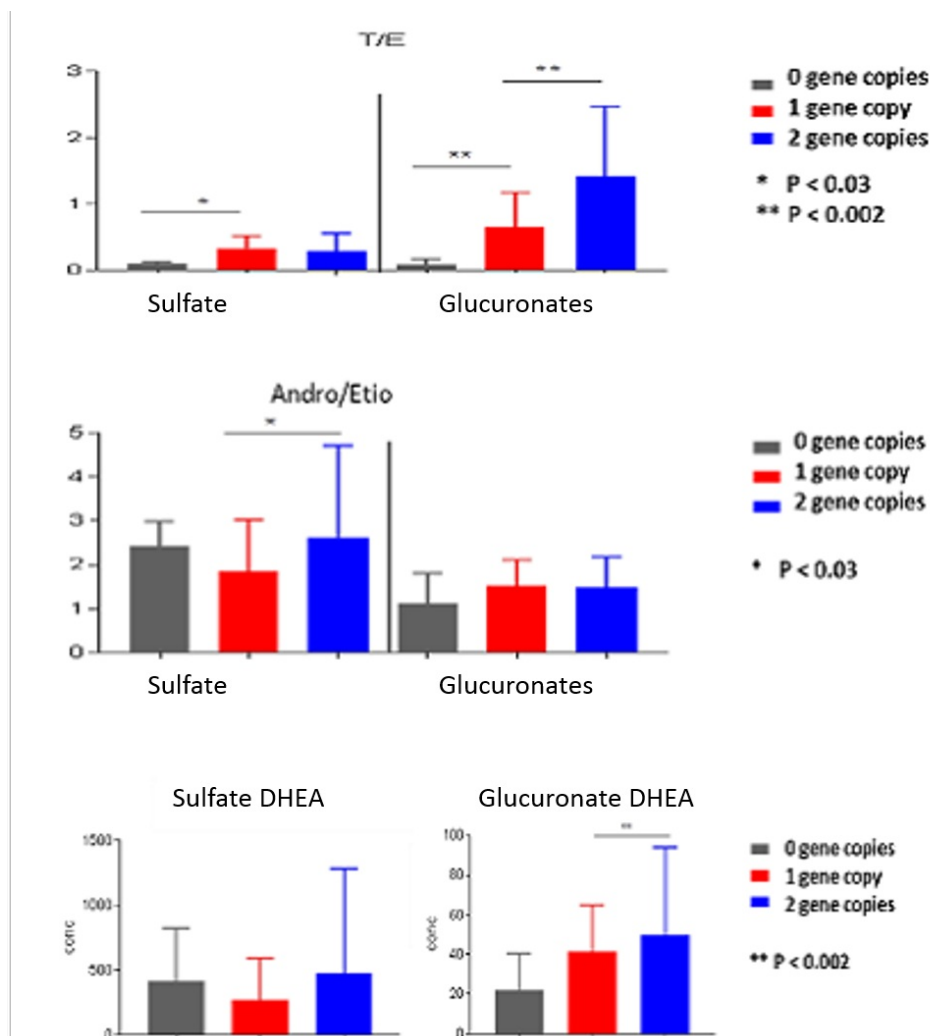 T/E
3
2
1
0
*
**
**
Sulfate
Glucuronates
0 gene copies
1 gene copy
2 gene copies
* P < 0.03
** P < 0.002
Andro/Etio
5
4
3
2
1
0
*
Sulfate
Glucuronates
0 gene copies
1 gene copy
2 gene copies
* P < 0.03
Sulfate DHEA
1500
1000
500
0
conc
Glucuronate DHEA
100
80
60
40
20
0
conc
**
0 gene copies
1 gene copy
2 gene copies
** P < 0.002